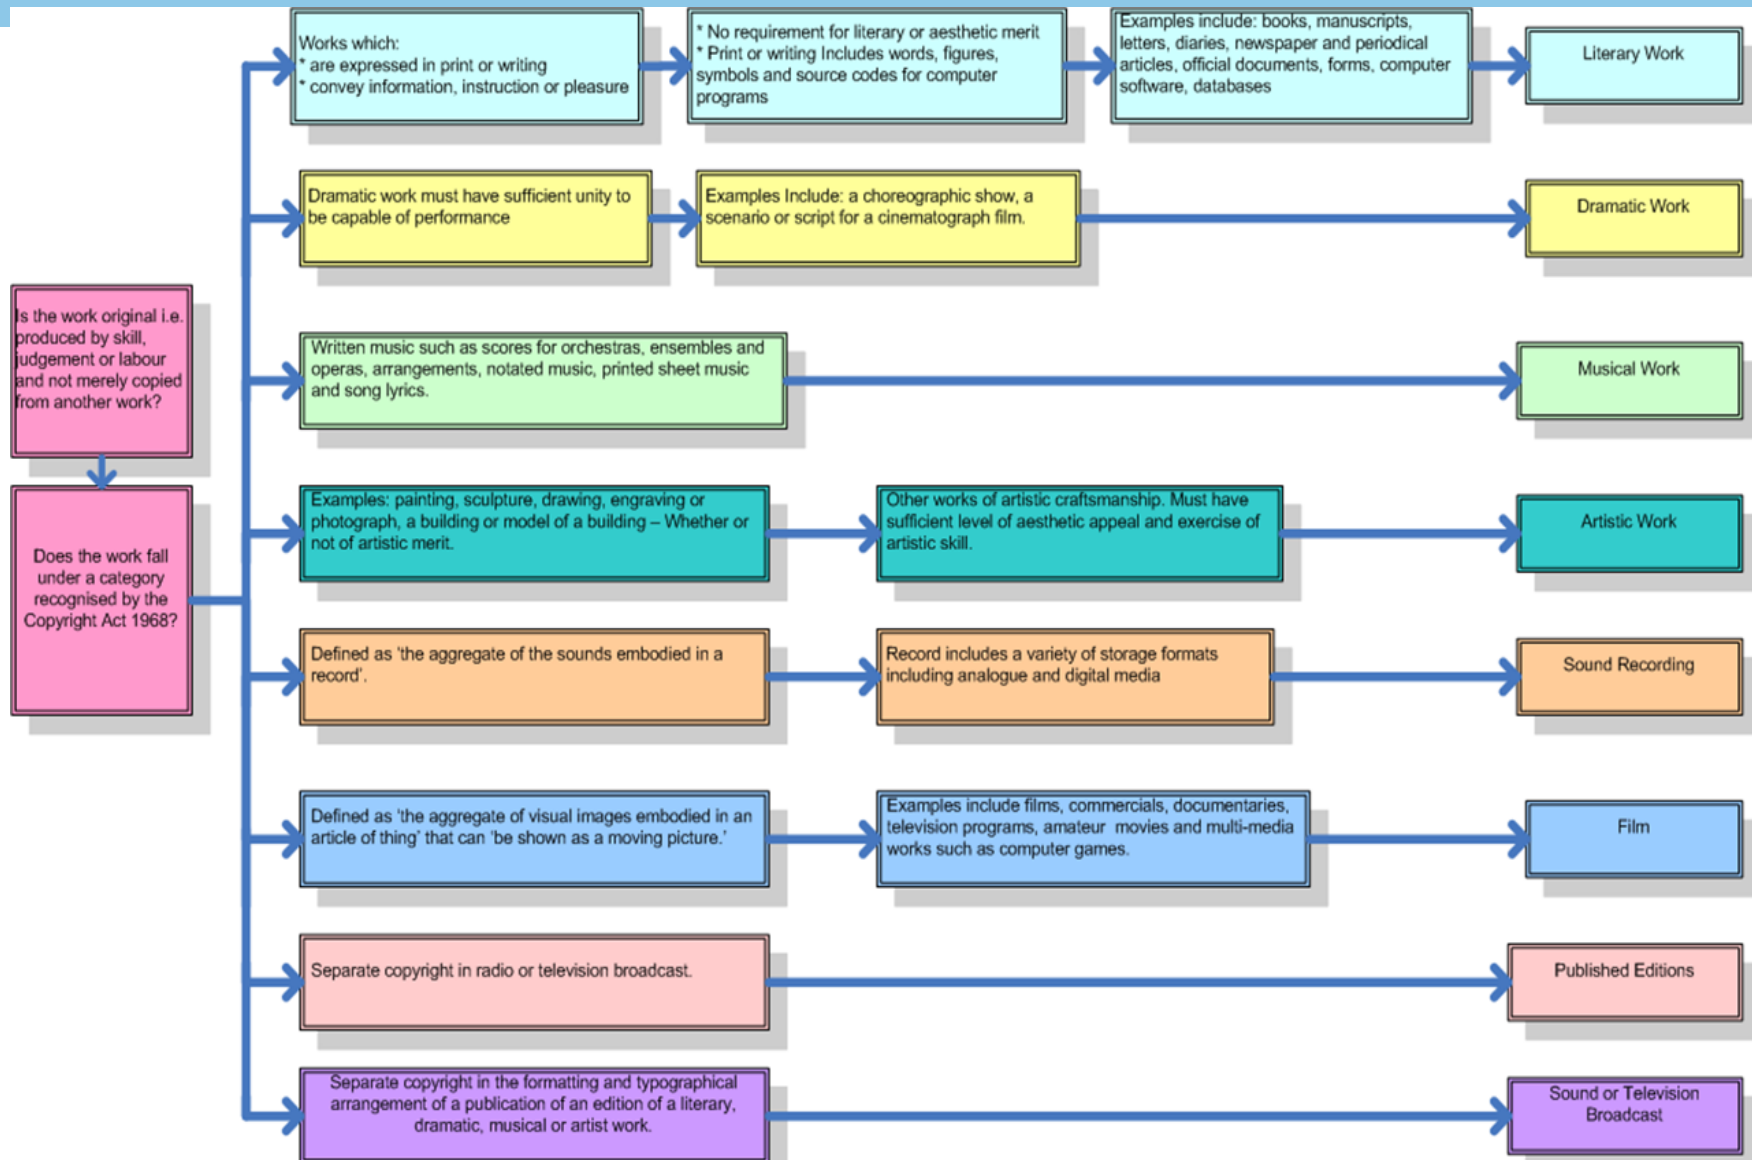 Works which:
* are expressed in print or writing
* convey information, instruction or pleasure
* No requirement for literary or aesthetic merit
* Print or writing Includes words, figures,
symbols and source codes for computer
programs
Examples include: books, manuscripts,
letters, diaries, newspaper and periodical
articles, official documents, forms, computer
software, databases
Literary Work
Dramatic work must have sufficient unity to
be capable of performance
Examples Include: a choreographic show, a
scenario or script for a cinematograph film.
Dramatic Work
Is the work original i.e.
produced by skill,
judgement or labour
and not merely copied
from another work?
Written music such as scores for orchestras, ensembles and
operas, arrangements, notated music, printed sheet music
and song lyrics.
Musical Work
Does the work fall
under a category
recognised by the
Copyright Act 1968?
Examples: painting, sculpture, drawing, engraving or
photograph, a building or model of a building – Whether or
not of artistic merit.
Other works of artistic craftsmanship. Must have
sufficient level of aesthetic appeal and exercise of
artistic skill.
Artistic Work
Defined as ‘the aggregate of the sounds embodied in a
record’.
Record includes a variety of storage formats
including analogue and digital media
Sound Recording
Defined as ‘the aggregate of visual images embodied in an
article of thing’ that can ‘be shown as a moving picture.’
Examples include films, commercials, documentaries,
television programs, amateur movies and multi-media
works such as computer games.
Film
Separate copyright in radio or television broadcast.
Published Editions
Separate copyright in the formatting and typographical
arrangement of a publication of an edition of a literary,
dramatic, musical or artist work.
Sound or Television
Broadcast